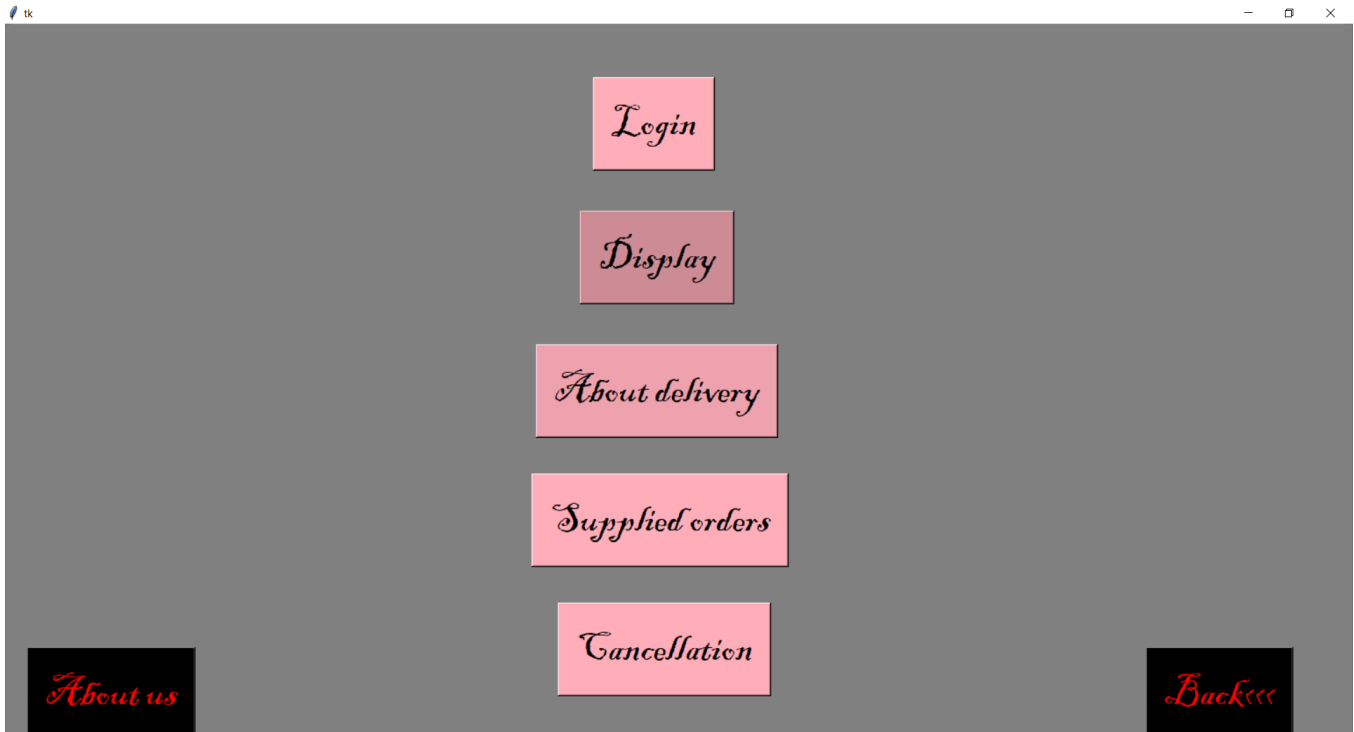 tk
Login
Display
About delivery
Supplied orders
Cancellation
About us
Back<<<